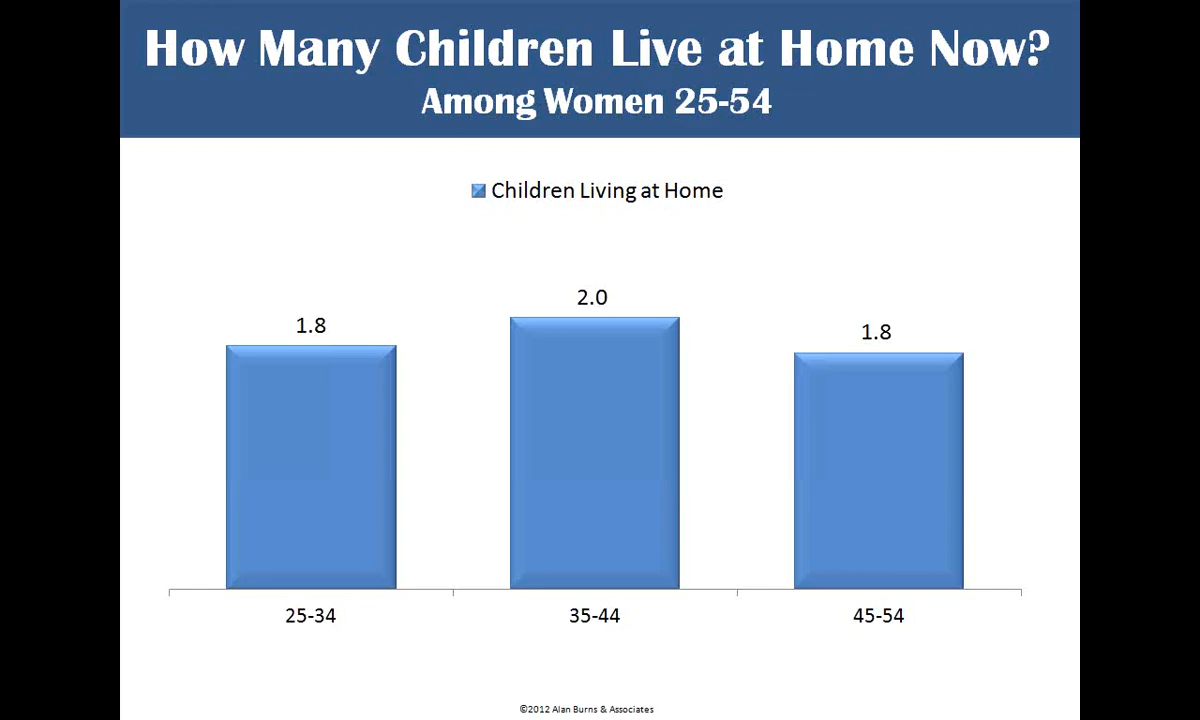 How Many Children Live at Home Now?
Among Women 25-54
Children Living at Home
1.8
2.0
1.8
25-34
35-44
45-54
©2012 Alan Burns & Associates